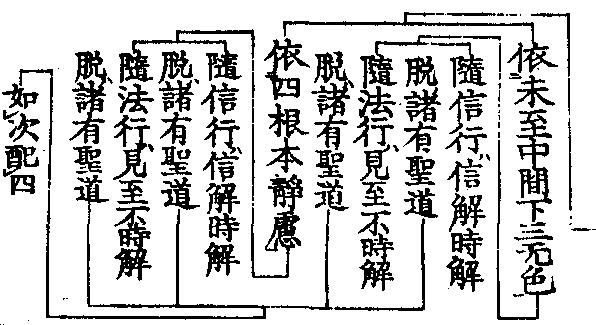 依未至中間下三无色
隨信行信解時解
脫諸有聖道
隨法行見至不時解
脫諸有聖道
依四根本靜慮
隨信行信解時解
脫諸有聖道
隨法行見至不時解
脫諸有聖道
如次配四